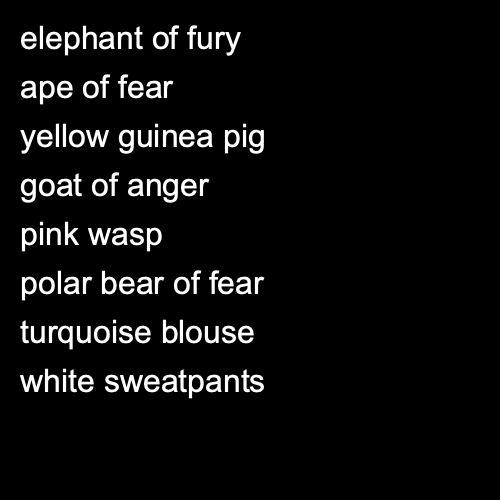 elephant of fury
ape of fear
yellow guinea pig
goat of anger
pink wasp
polar bear of fear
turquoise blouse
white sweatpants